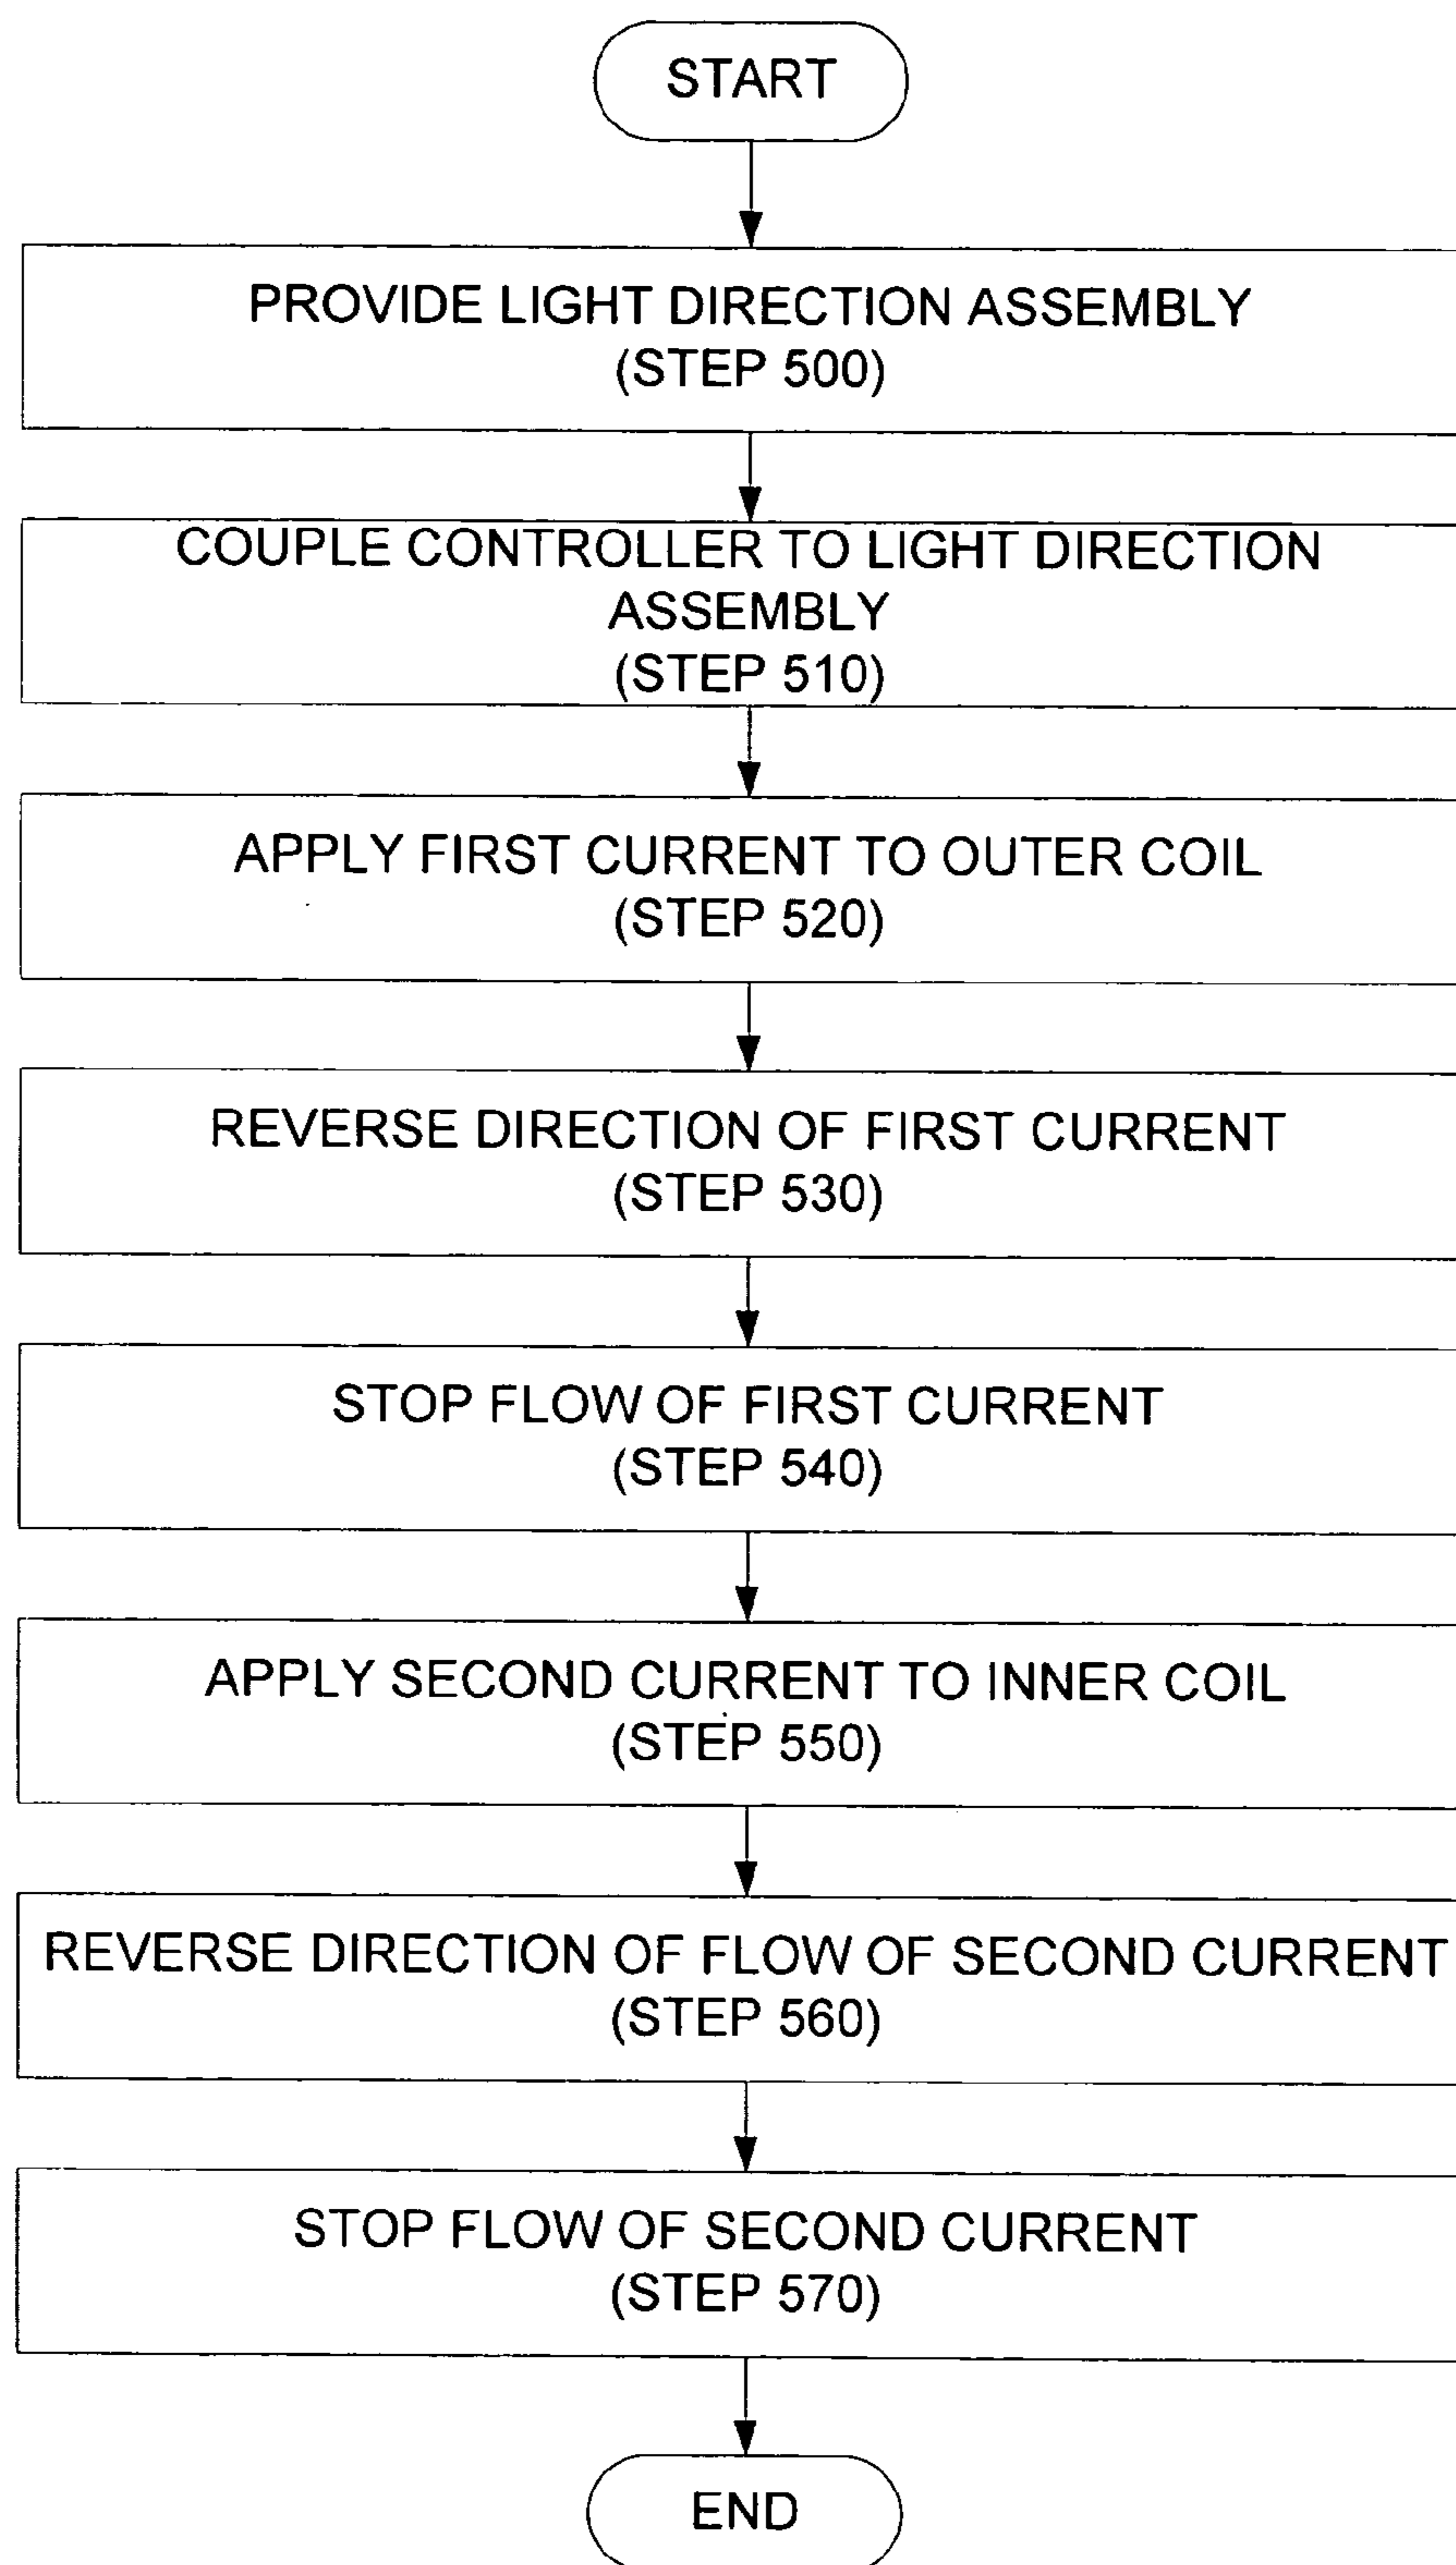 START
PROVIDE LIGHT DIRECTION ASSEMBLY
(STEP 500)
COUPLE CONTROLLER TO LIGHT DIRECTION
ASSEMBLY
(STEP 510)
APPLY FIRST CURRENT TO OUTER COIL
(STEP 520)
REVERSE DIRECTION OF FIRST CURRENT
(STEP 530)
STOP FLOW OF FIRST CURRENT
(STEP 540)
APPLY SECOND CURRENT TO INNER COIL
(STEP 550)
REVERSE DIRECTION OF FLOW OF SECOND CURRENT
(STEP 560)
STOP FLOW OF SECOND CURRENT
(STEP 570)
END